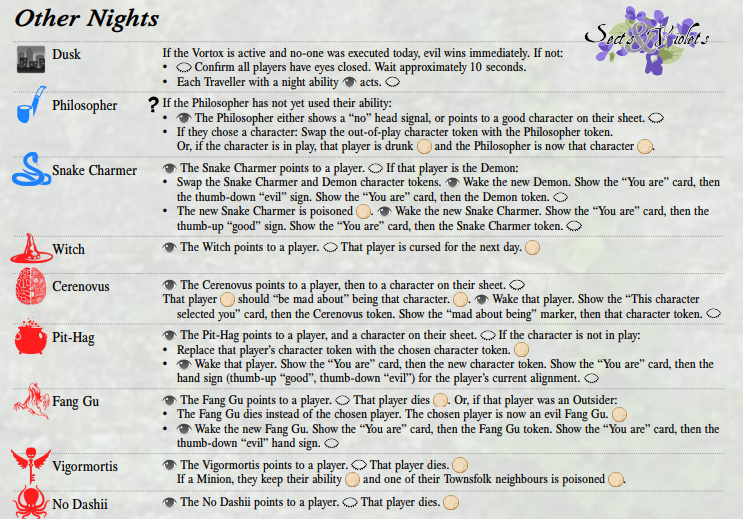 Other Nights
Sects & Violets
Dusk
If the Vortox is active and no-one was executed today, evil wins immediately. If not:
• Confirm all players have eyes closed. Wait approximately 10 seconds.
• Each Traveller with a night ability acts.
Philosopher
? If the Philosopher has not yet used their ability:
• The Philosopher either shows a “no” head signal, or points to a good character on their sheet.
• If they chose a character: Swap the out-of-play character token with the Philosopher token.
Or, if the character is in play, that player is drunk and the Philosopher is now that character .
Snake Charmer
The Snake Charmer points to a player. If that player is the Demon:
• Swap the Snake Charmer and Demon character tokens. Wake the new Demon. Show the “You are” card, then
the thumb-down “evil” sign. Show the “You are” card, then the Demon token.
• The new Snake Charmer is poisoned . Wake the new Snake Charmer. Show the “You are” card, then the
thumb-up “good” sign. Show the “You are” card, then the Snake Charmer token.
Witch
The Witch points to a player. That player is cursed for the next day.
Cerenovus
The Cerenovus points to a player, then to a character on their sheet.
That player should “be mad about” being that character. . Wake that player. Show the “This character
selected you” card, then the Cerenovus token. Show the “mad about being” marker, then that character token.
Pit-Hag
The Pit-Hag points to a player, and a character on their sheet. If the character is not in play:
• Replace that player’s character token with the chosen character token.
• Wake that player. Show the “You are” card, then the new character token. Show the “You are” card, then the
hand sign (thumb-up “good”, thumb-down “evil”) for the player’s current alignment.
Fang Gu
The Fang Gu points to a player. That player dies . Or, if that player was an Outsider:
• The Fang Gu dies instead of the chosen player. The chosen player is now an evil Fang Gu.
• Wake the new Fang Gu. Show the “You are” card, then the Fang Gu token. Show the “You are” card, then the
thumb-down “evil” hand sign.
Vigormortis
The Vigormortis points to a player. That player dies.
If a Minion, they keep their ability and one of their Townsfolk neighbours is poisoned .
No Dashii
The No Dashii points to a player. That player dies.